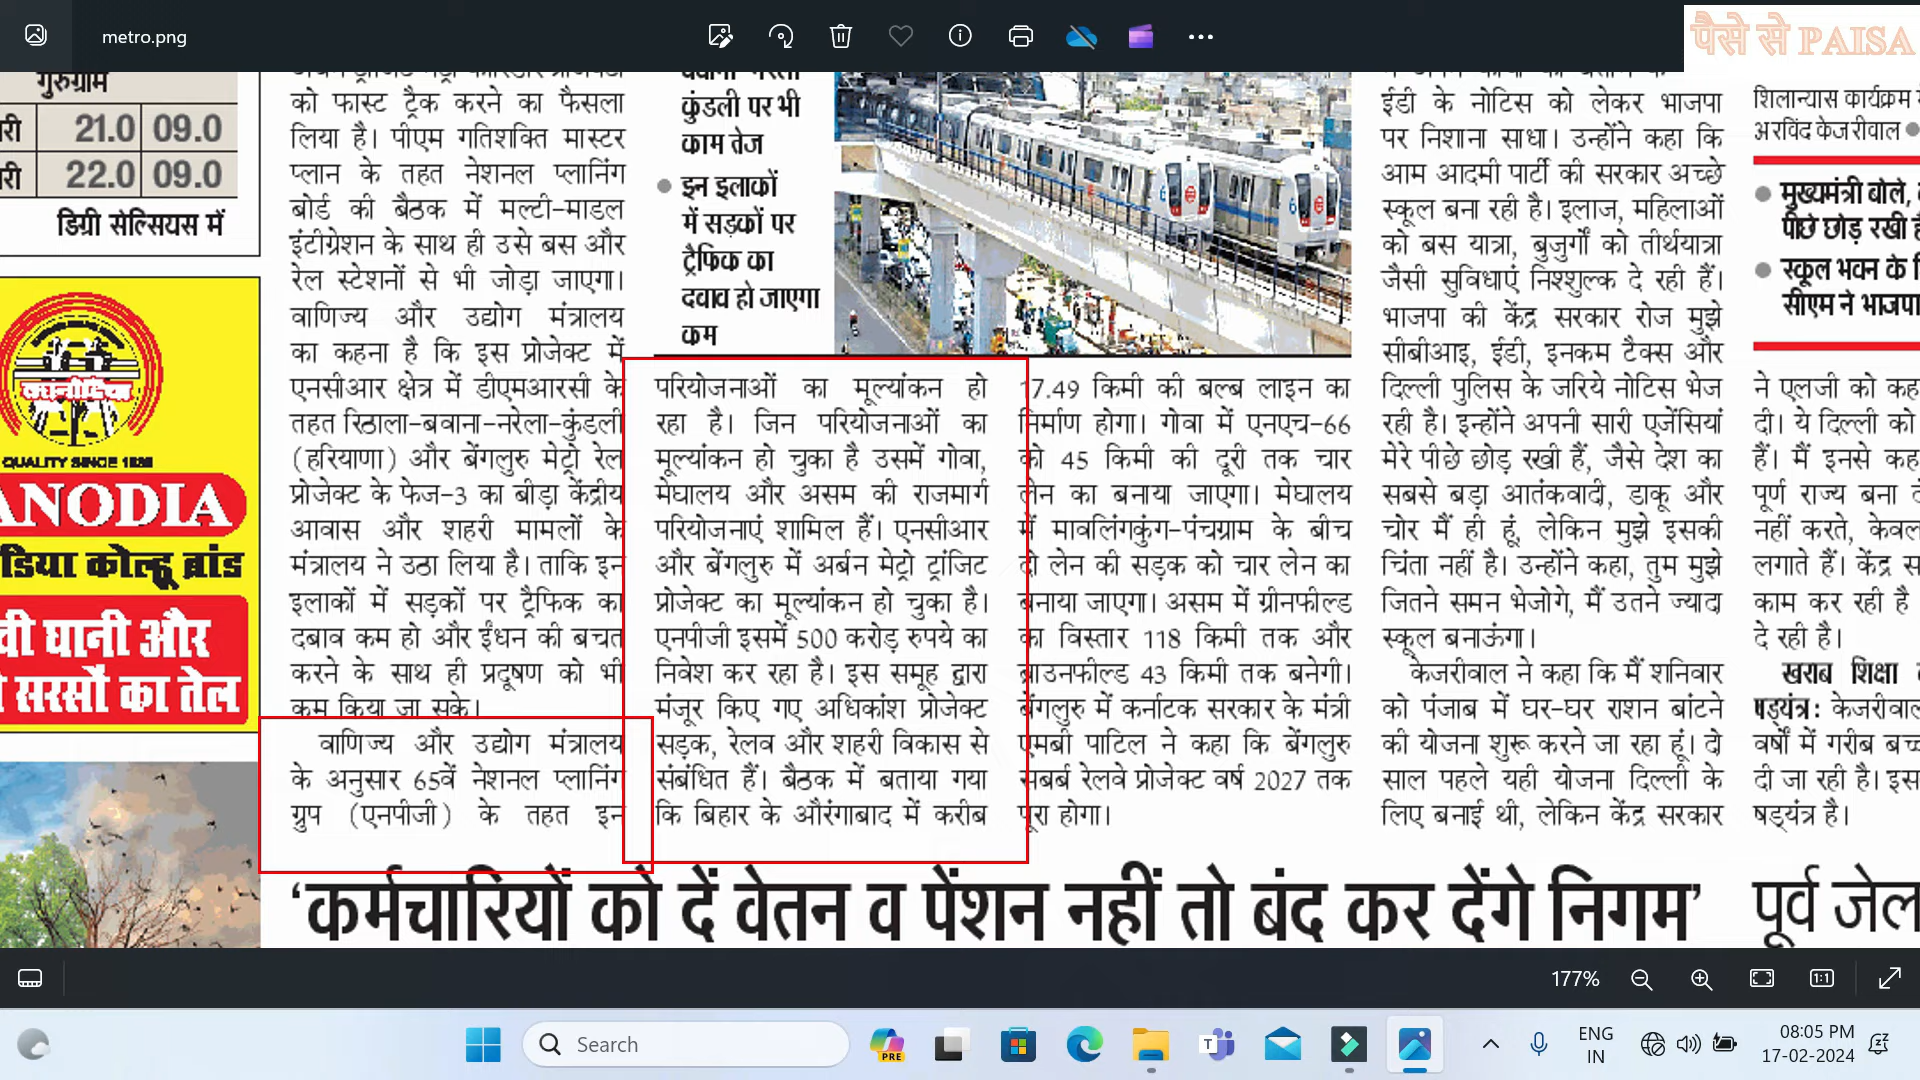 metro.png
पैसे से PAISA
गुरुग्राम
री 21.0 09.0
री 22.0 09.0
डिग्री सेल्सियस में
QUALITY SINCE
ANODIA
डिया कोल्हू ब्रांड
ची घानी और
सरसों का तेल
को फास्ट ट्रैक करने का फैसला
लिया है। पीएम गतिशक्ति मास्टर
प्लान के तहत नेशनल प्लानिंग
बोर्ड की बैठक में मल्टी-माडल
इंटीग्रेशन के साथ ही उसे बस और
रेल स्टेशनों से भी जोड़ा जाएगा।
वाणिज्य और उद्योग मंत्रालय
का कहना है कि इस प्रोजेक्ट में
एनसीआर क्षेत्र में डीएमआरसी के
तहत रिठाला-बवाना-नरेला-कुंडली
(हरियाणा) और बेंगलुरु मेट्रो रेल
प्रोजेक्ट के फेज-3 का बीड़ा केंद्रीय
आवास और शहरी मामलों के
मंत्रालय ने उठा लिया है। ताकि इन
इलाकों में सड़कों पर ट्रैफिक का
दबाव कम हो और ईंधन की बचत
करने के साथ ही प्रदूषण को भी
कम किया जा सके।
वाणिज्य और उद्योग मंत्रालय
के अनुसार 65वें नेशनल प्लानिंग
ग्रुप (एनपीजी) के तहत इन
कुंडली पर भी
काम तेज
इन इलाकों
में सड़कों पर
ट्रैफिक का
दवाव हो जाएगा
कम
परियोजनाओं का मूल्यांकन हो
रहा है। जिन परियोजनाओं का
मूल्यांकन हो चुका है उसमें गोवा,
मेघालय और असम की राजमार्ग
परियोजनाएं शामिल हैं। एनसीआर
और बेंगलुरु में अर्बन मेट्रो ट्रांजिट
प्रोजेक्ट का मूल्यांकन हो चुका है।
एनपीजी इसमें 500 करोड़ रुपये का
निवेश कर रहा है। इस समूह द्वारा
मंजूर किए गए अधिकांश प्रोजेक्ट
सड़क, रेलव और शहरी विकास से
संबंधित हैं। बैठक में बताया गया
कि बिहार के औरंगाबाद में करीब
17.49 किमी की बल्ब लाइन का
निर्माण होगा। गोवा में एनएच-66
को 45 किमी की दूरी तक चार
लेन का बनाया जाएगा। मेघालय
में मावलिंगकुंग-पंचग्राम के बीच
दो लेन की सड़क को चार लेन का
बनाया जाएगा। असम में ग्रीनफील्ड
का विस्तार 118 किमी तक और
ब्राउनफील्ड 43 किमी तक बनेगी।
बेंगलुरु में कर्नाटक सरकार के मंत्री
एमबी पाटिल ने कहा कि बेंगलुरु
सबर्ब रेलवे प्रोजेक्ट वर्ष 2027 तक
पूरा होगा।
ईडी के नोटिस को लेकर भाजपा
पर निशाना साधा। उन्होंने कहा कि
आम आदमी पार्टी की सरकार अच्छे
स्कूल बना रही है। इलाज, महिलाओं
को बस यात्रा, बुजुर्गों को तीर्थयात्रा
जैसी सुविधाएं निश्शुल्क दे रही हैं।
भाजपा की केंद्र सरकार रोज मुझे
सीबीआइ, ईडी, इनकम टैक्स और
दिल्ली पुलिस के जरिये नोटिस भेज
रही है। इन्होंने अपनी सारी एजेंसियां
मेरे पीछे छोड़ रखी हैं, जैसे देश का
सबसे बड़ा आतंकवादी, डाकू और
चोर मैं ही हूं, लेकिन मुझे इसकी
चिंता नहीं है। उन्होंने कहा, तुम मुझे
जितने समन भेजोगे, मैं उतने ज्यादा
स्कूल बनाऊंगा।
केजरीवाल ने कहा कि मैं शनिवार
को पंजाब में घर-घर राशन बांटने
की योजना शुरू करने जा रहा हूं। दो
साल पहले यही योजना दिल्ली के
लिए बनाई थी, लेकिन केंद्र सरकार
शिलान्यास कार्यक्रम
अरविंद केजरीवाल ●
मुख्यमंत्री बोले,
पीछे छोड़ रखी
स्कूल भवन के
सीएम ने भाजपा
ने एलजी को कह
दी। ये दिल्ली को
हैं। मैं इनसे कह
पूर्ण राज्य बना
नहीं करते, केवल
लगाते हैं। केंद्र
काम कर रही है
दे रही है।
खराब शिक्षा
षड्यंत्र: केजरीवाल
वर्षों में गरीब
दी जा रही है। इस
षड्यंत्र है।
‘कर्मचारियों को दें वेतन व पेंशन नहीं तो बंद कर देंगे निगम’
पूर्व जेल
177%
1:1
Search
PRE
T
ENG
IN
08:05 PM
17-02-2024